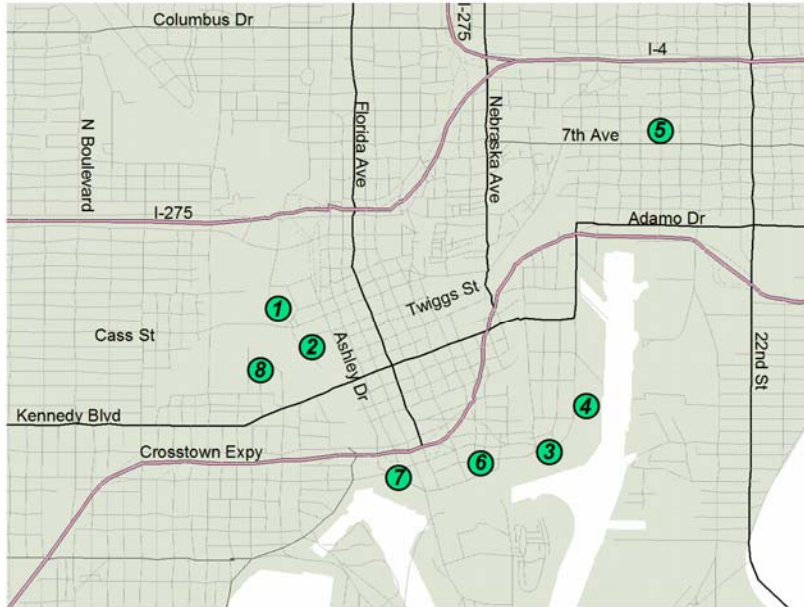 Columbus Dr
I-275
I-4
N Boulevard
Florida Ave
Nebraska Ave
5
7th Ave
I-275
Adamo Dr
1
Twiggs St
Cass St
2
Ashley Dr
22nd St
8
4
Kennedy Blvd
Crosstown Expy
3
6
7